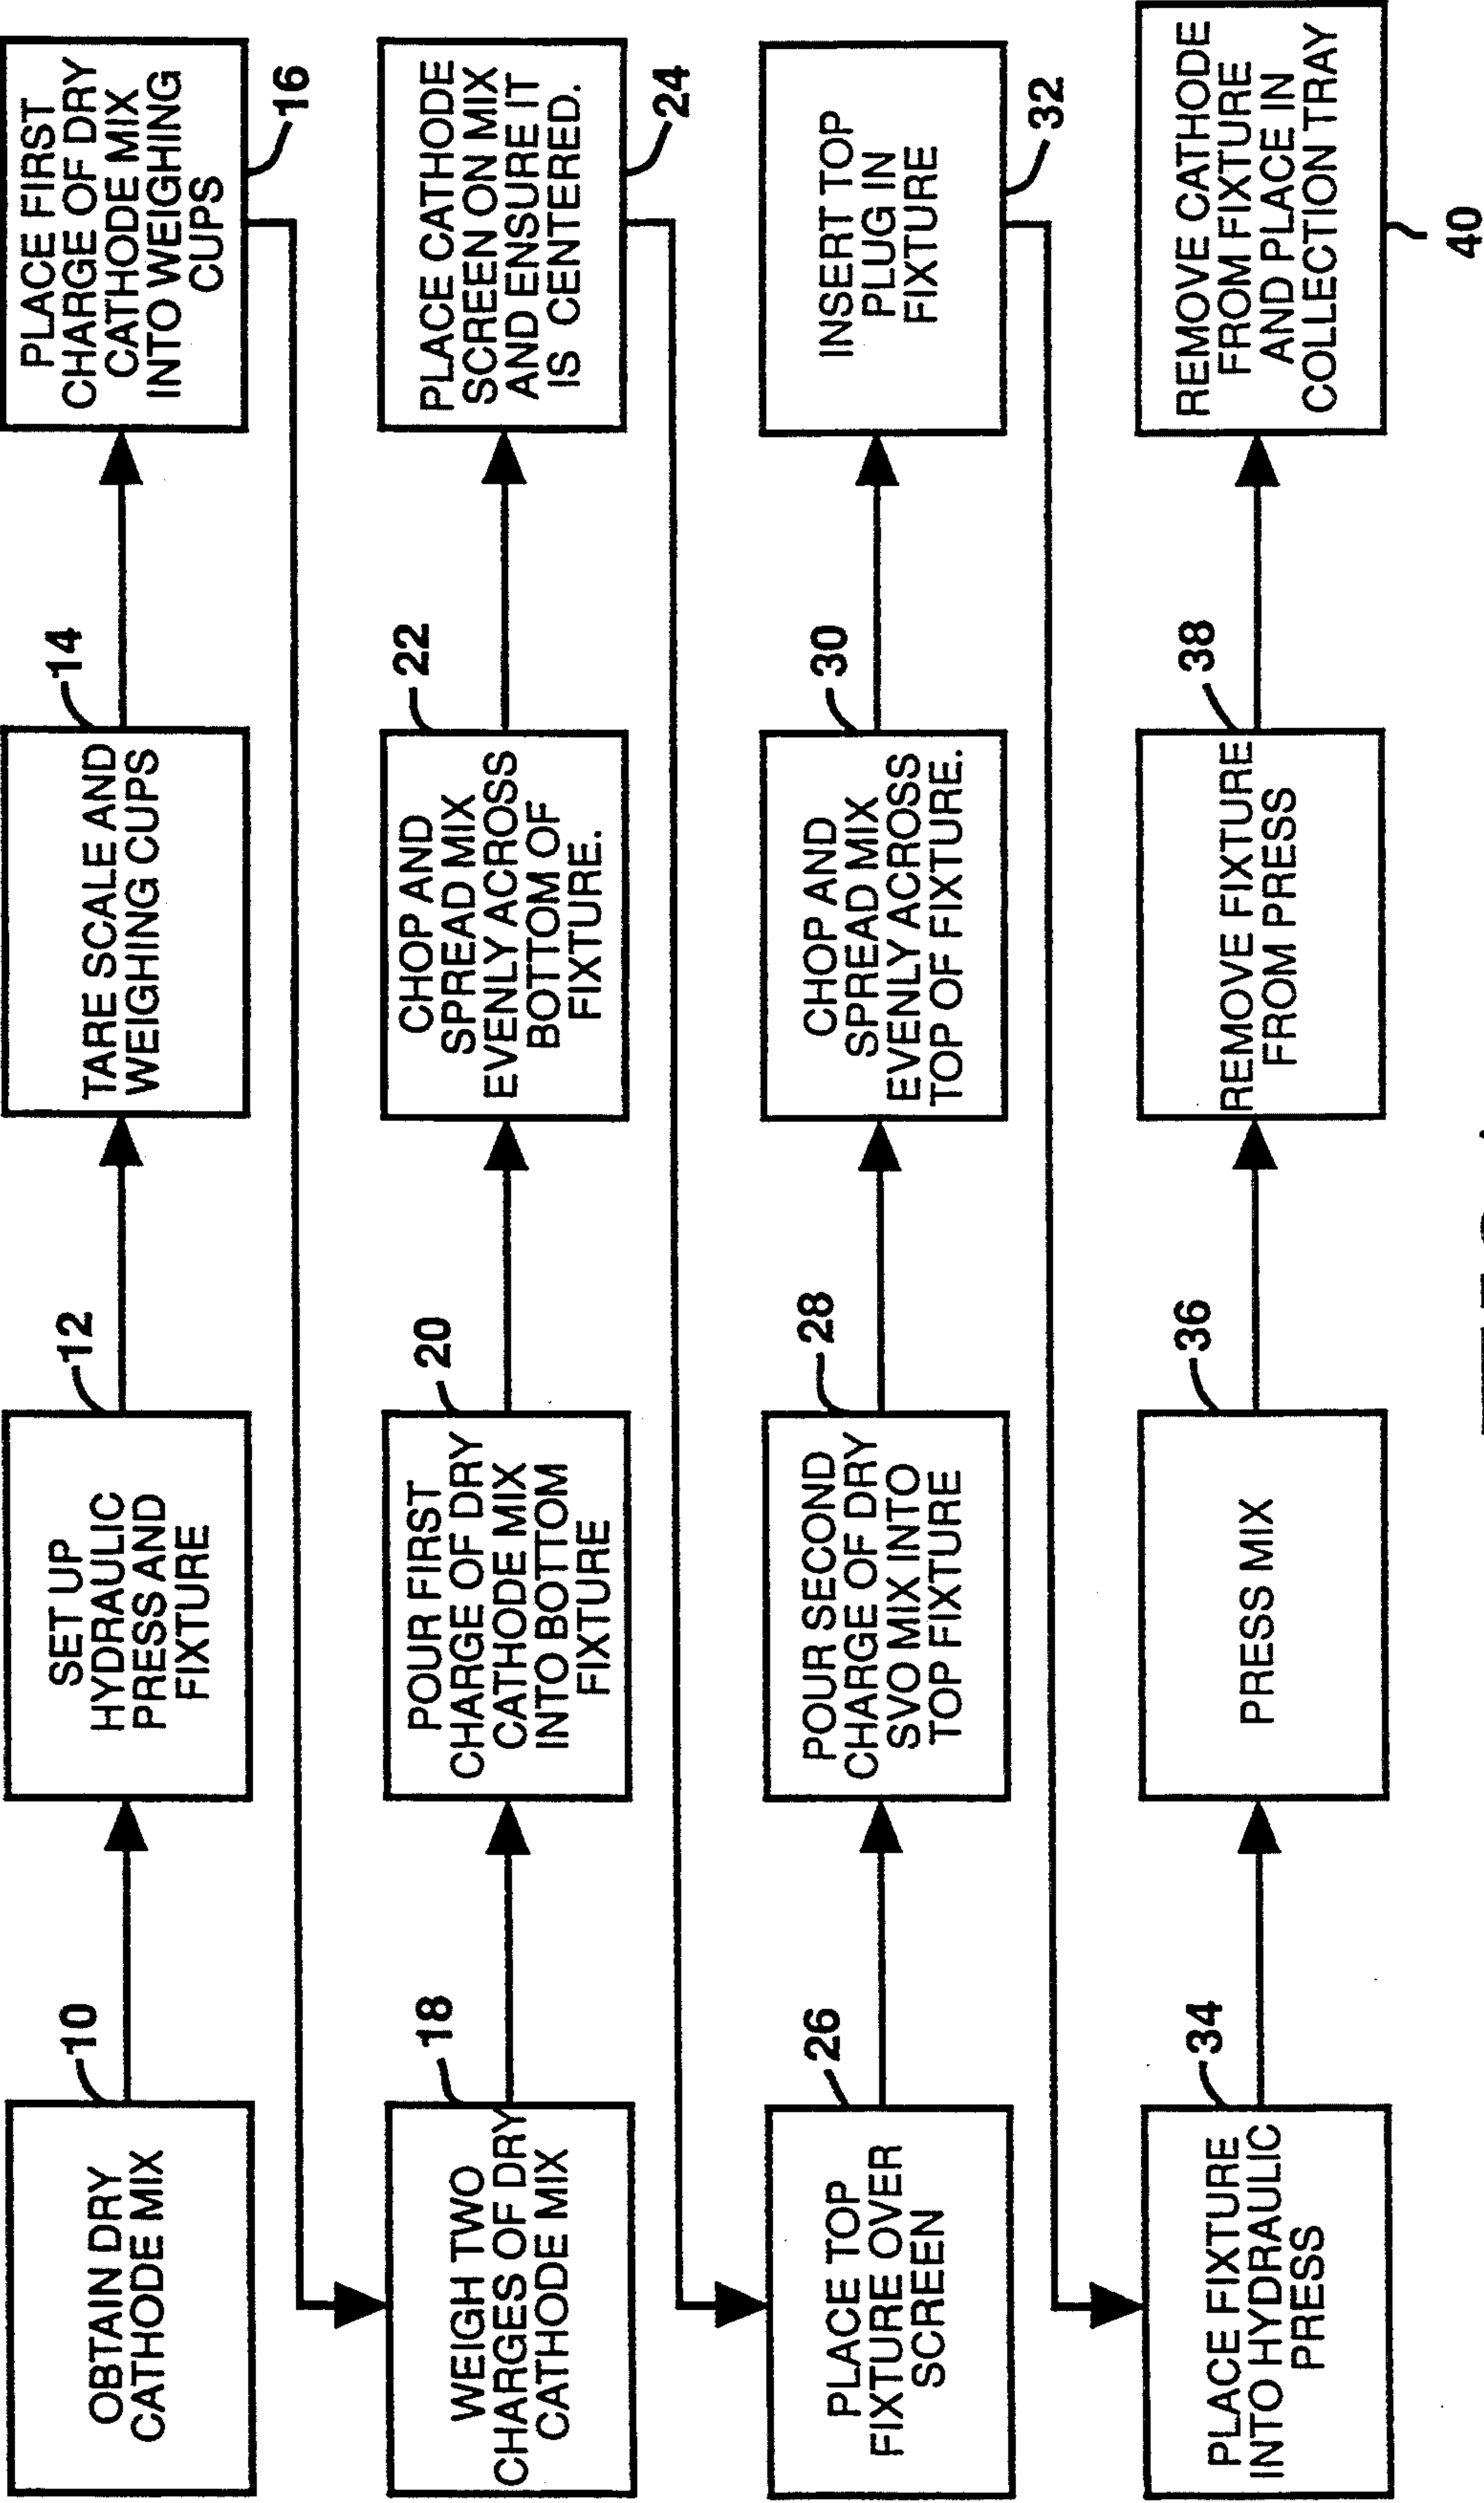 OBTAIN DRY
CATHODE MIX
10
SET UP
HYDRAULIC
PRESS AND
FIXTURE
12
TARE SCALE AND
WEIGHING CUPS
14
PLACE FIRST
CHARGE OF DRY
CATHODE MIX
INTO WEIGHING
CUPS
16
WEIGH TWO
CHARGES OF DRY
CATHODE MIX
18
POUR FIRST
CHARGE OF DRY
CATHODE MIX
INTO BOTTOM
FIXTURE
20
CHOP AND
SPREAD MIX
EVENLY ACROSS
BOTTOM OF
FIXTURE.
22
PLACE CATHODE
SCREEN ON MIX
AND ENSURE IT
IS CENTERED.
24
PLACE TOP
FIXTURE OVER
SCREEN
26
POUR SECOND
CHARGE OF DRY
SVO MIX INTO
TOP FIXTURE
28
CHOP AND
SPREAD MIX
EVENLY ACROSS
TOP OF FIXTURE.
30
INSERT TOP
PLUG IN
FIXTURE
32
PLACE FIXTURE
INTO HYDRAULIC
PRESS
34
PRESS MIX
36
REMOVE FIXTURE
FROM PRESS
38
REMOVE CATHODE
FROM FIXTURE
AND PLACE IN
COLLECTION TRAY
40